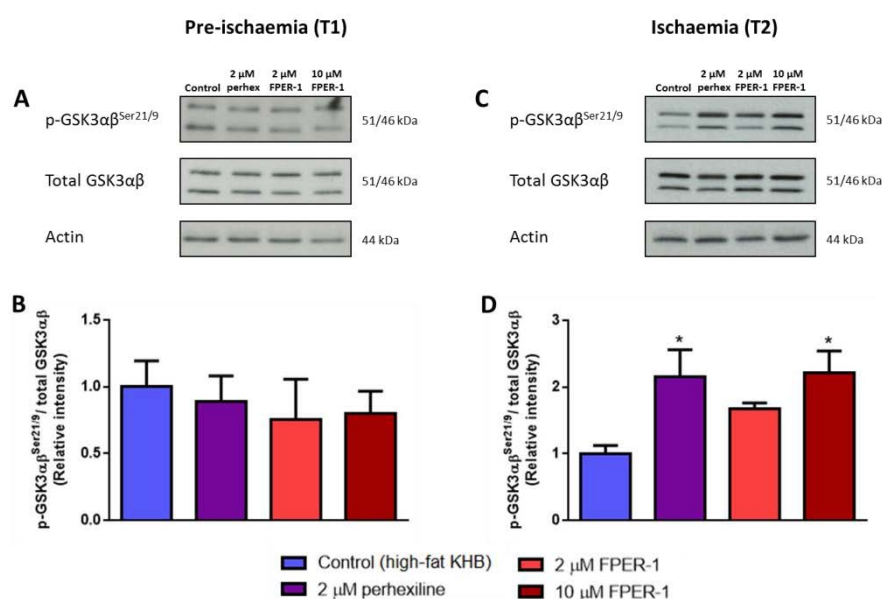 Pre-ischaemia (T1)
A
Control
2 μM perhex
2 μM FPER-1
10 μM FPER-1
p-GSK3αβSer21/9
51/46 kDa
Total GSK3αβ
51/46 kDa
Actin
44 kDa
Ischaemia (T2)
C
Control
2 μM perhex
2 μM FPER-1
10 μM FPER-1
p-GSK3αβSer21/9
51/46 kDa
Total GSK3αβ
51/46 kDa
Actin
44 kDa
B
p-GSK3αβSer21/9/ total GSK3αβ
(Relative intensity)
1.5
1.0
0.5
0.0
D
p-GSK3αβSer21/9/ total GSK3αβ
(Relative intensity)
3
2
1
0
*
*
Control (high-fat KHB)
2 μM perhexiline
2 μM FPER-1
10 μM FPER-1